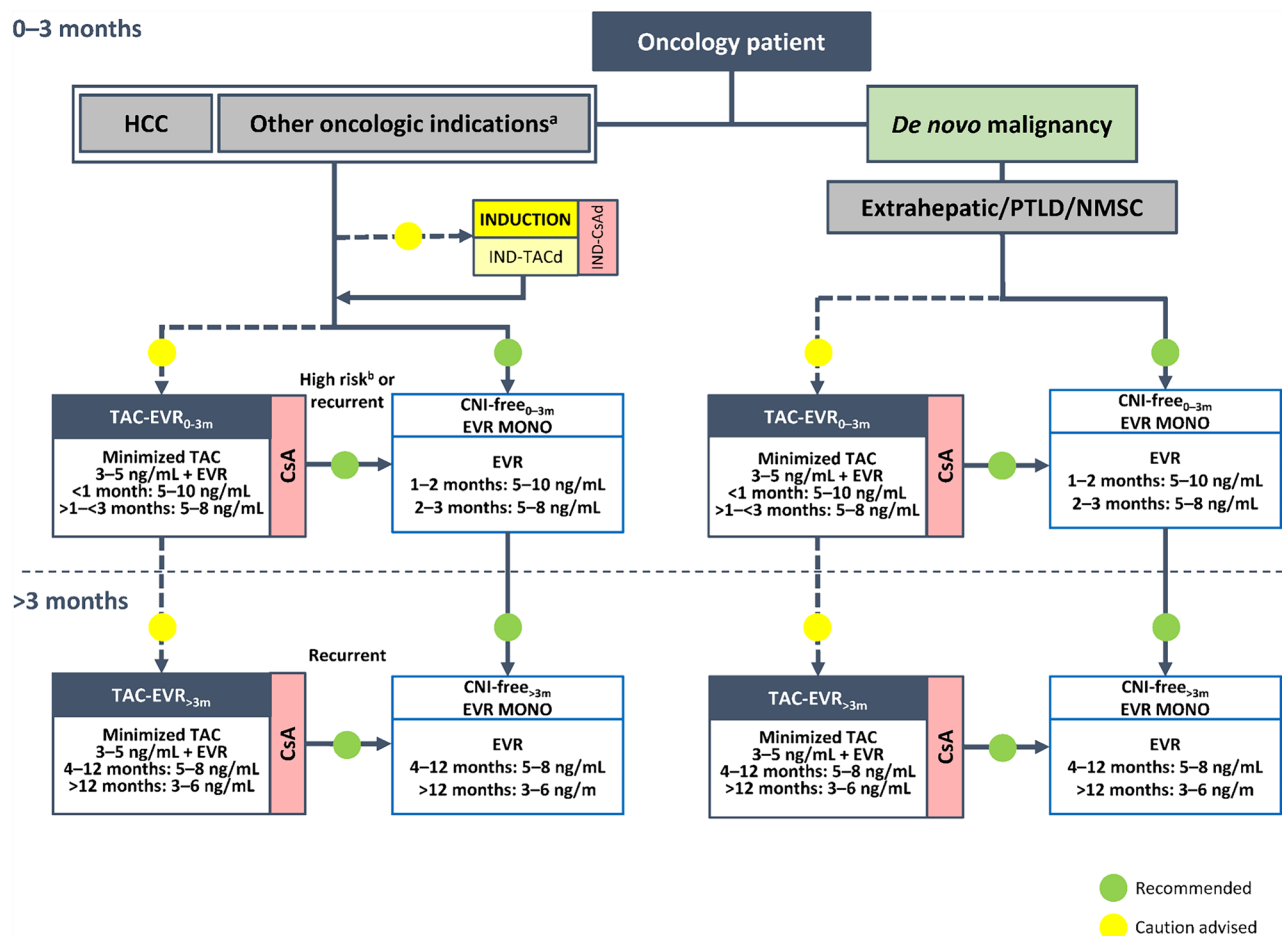 0–3 months
Oncology patient
HCC
Other oncologic indicationsᵃ
De novo malignancy
Extrahepatic/PTLD/NMSC
INDUCTION
IND-TACd
IND-CsAd
TAC-EVR0-3m
Minimized TAC
3–5 ng/mL + EVR
<1 month: 5–10 ng/mL
>1–<3 months: 5–8 ng/mL
CsA
High riskᵇ or
recurrent
CNI-free0–3m
EVR MONO
EVR
1–2 months: 5–10 ng/mL
2–3 months: 5–8 ng/mL
TAC-EVR0–3m
Minimized TAC
3–5 ng/mL + EVR
<1 month: 5–10 ng/mL
>1–<3 months: 5–8 ng/mL
CsA
CNI-free0–3m
EVR MONO
EVR
1–2 months: 5–10 ng/mL
2–3 months: 5–8 ng/mL
>3 months
TAC-EVR>3m
Minimized TAC
3–5 ng/mL + EVR
4–12 months: 5–8 ng/mL
>12 months: 3–6 ng/mL
CsA
Recurrent
CNI-free>3m
EVR MONO
EVR
4–12 months: 5–8 ng/mL
>12 months: 3–6 ng/m
TAC-EVR>3m
Minimized TAC
3–5 ng/mL + EVR
4–12 months: 5–8 ng/mL
>12 months: 3–6 ng/mL
CsA
CNI-free>3m
EVR MONO
EVR
4–12 months: 5–8 ng/mL
>12 months: 3–6 ng/m
Recommended
Caution advised